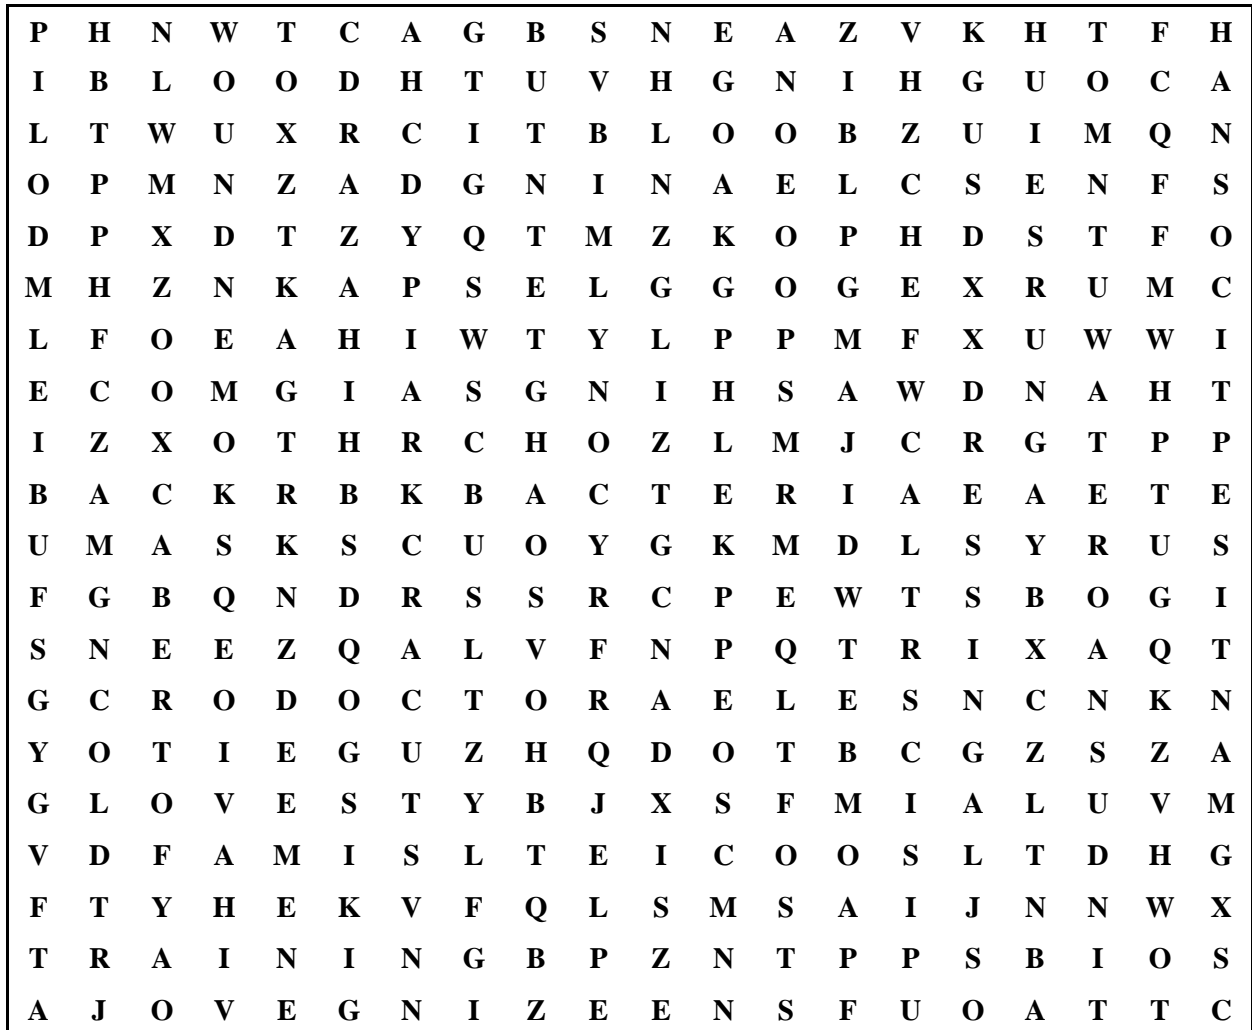 P H N W T C A G B S N E A Z V K H T F H
I B L O O D H T U V H G N I H G U O C A
L T W U X R C I T B L O O B Z U I M Q N
O P M N Z A D G N I N A E L C S E N F S
D P X D T Z Y Q T M Z K O P H D S T F O
M H Z N K A P S E L G G O G E X R U M C
L F O E A H I W T Y L P P M F X U W W I
E C O M G I A S G N I H S A W D N A H T
I Z X O T H R C H O Z L M J C R G T P P
B A C K R B K B A C T E R I A E A E T E
U M A S K S C U O Y G K M D L S Y R U S
F G B Q N D R S S R C P E W T S B O G I
S N E E Z Q A L V F N P Q T R I X A Q T
G C R O D O C T O R A E L E S N C N K N
Y O T I E G U Z H Q D O T B C G Z S Z A
G L O V E S T Y B J X S F M I A L U V M
V D F A M I S L T E I C O O S L T D H G
F T Y H E K V F Q L S M S A I J N N W X
T R A I N I N G B P Z N T P P S B I O S
A J O V E G N I Z E E N S F U O A T T C